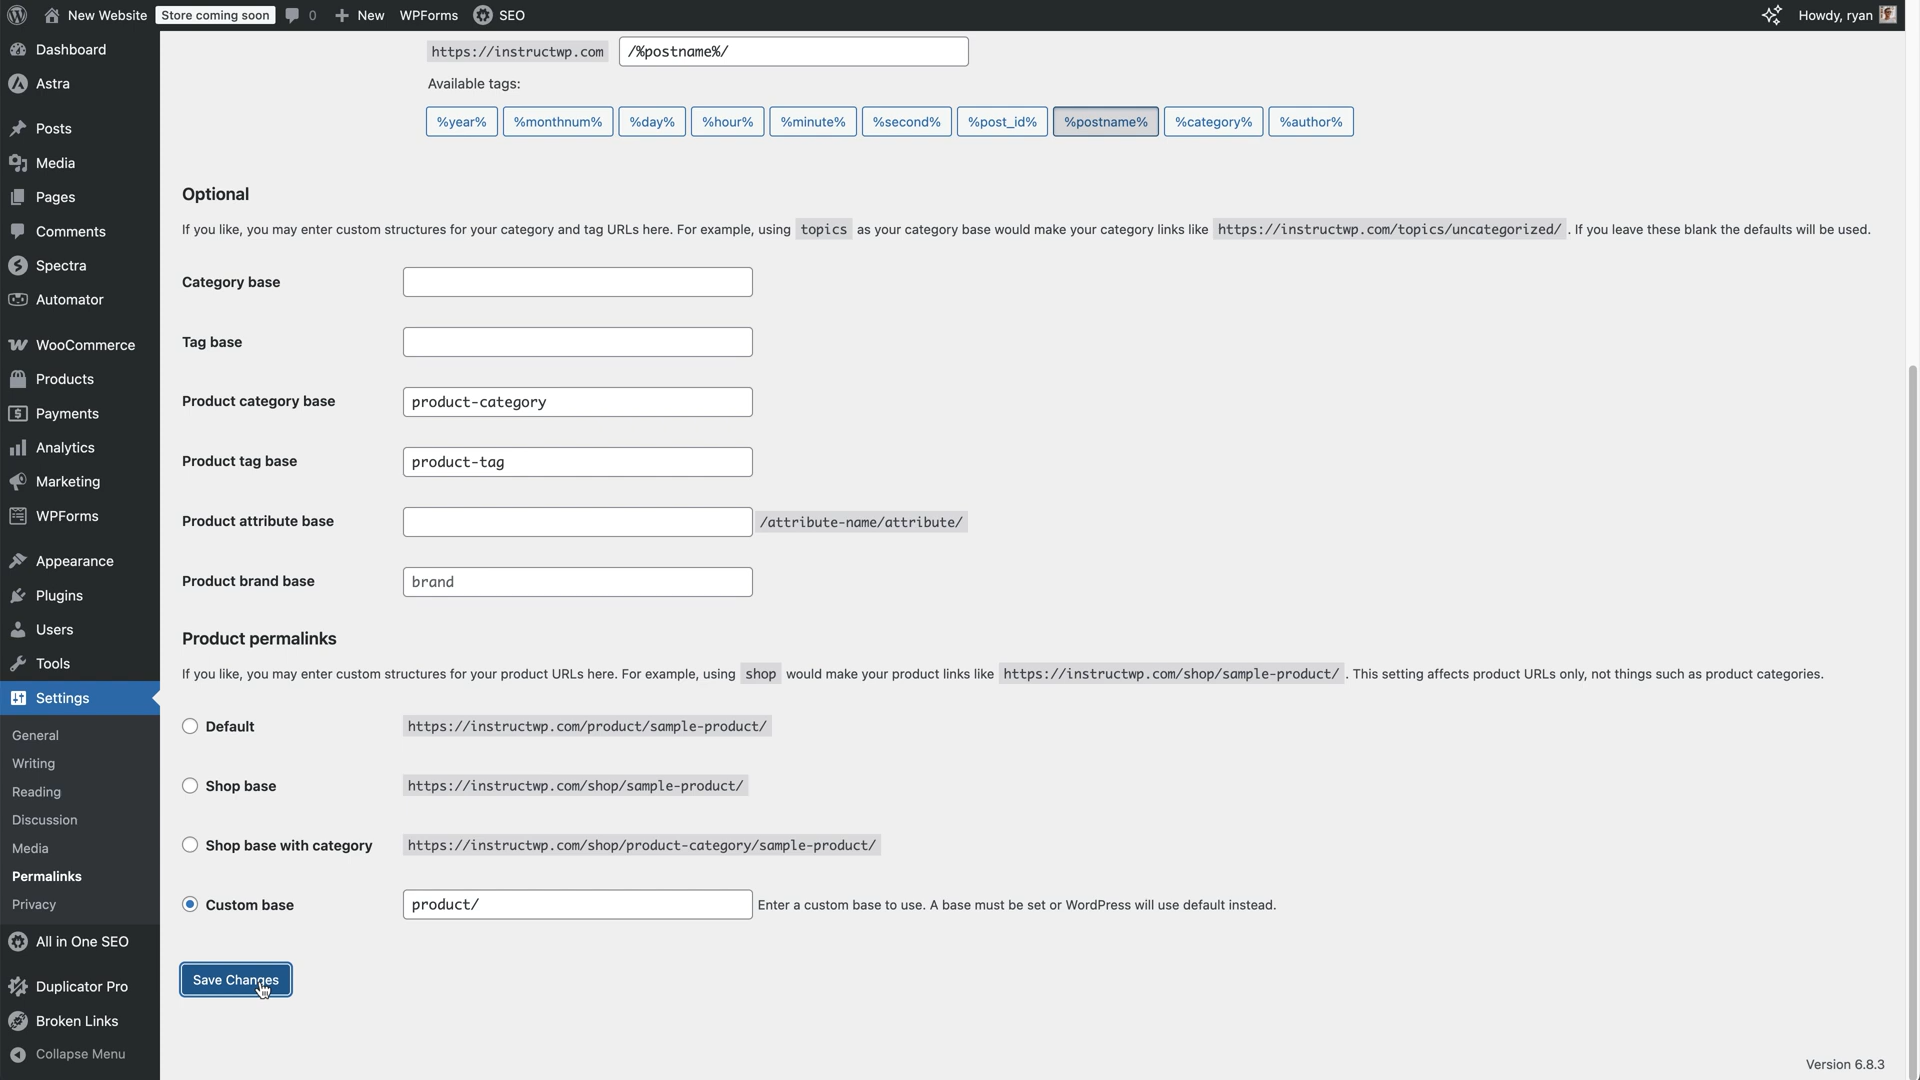 New Website Store coming soon 0 New WPForms SEO Howdy, ryan
Dashboard
Astra
Posts
Media
Pages
Comments
Spectra
Automator
WooCommerce
Products
Payments
Analytics
Marketing
WPForms
Appearance
Plugins
Users
Tools
Settings
General
Writing
Reading
Discussion
Media
Permalinks
Privacy
All in One SEO
Duplicator Pro
Broken Links
Collapse Menu
https://instructwp.com /%postname%/
Available tags:
%year% %monthnum% %day% %hour% %minute% %second% %post_id% %postname% %category% %author%
Optional
If you like, you may enter custom structures for your category and tag URLs here. For example, using topics as your category base would make your category links like https://instructwp.com/topics/uncategorized/ . If you leave these blank the defaults will be used.
Category base
Tag base
Product category base product-category
Product tag base product-tag
Product attribute base /attribute-name/attribute/
Product brand base brand
Product permalinks
If you like, you may enter custom structures for your product URLs here. For example, using shop would make your product links like https://instructwp.com/shop/sample-product/ . This setting affects product URLs only, not things such as product categories.
Default https://instructwp.com/product/sample-product/
Shop base https://instructwp.com/shop/sample-product/
Shop base with category https://instructwp.com/shop/product-category/sample-product/
Custom base product/ Enter a custom base to use. A base must be set or WordPress will use default instead.
Save Changes
Version 6.8.3